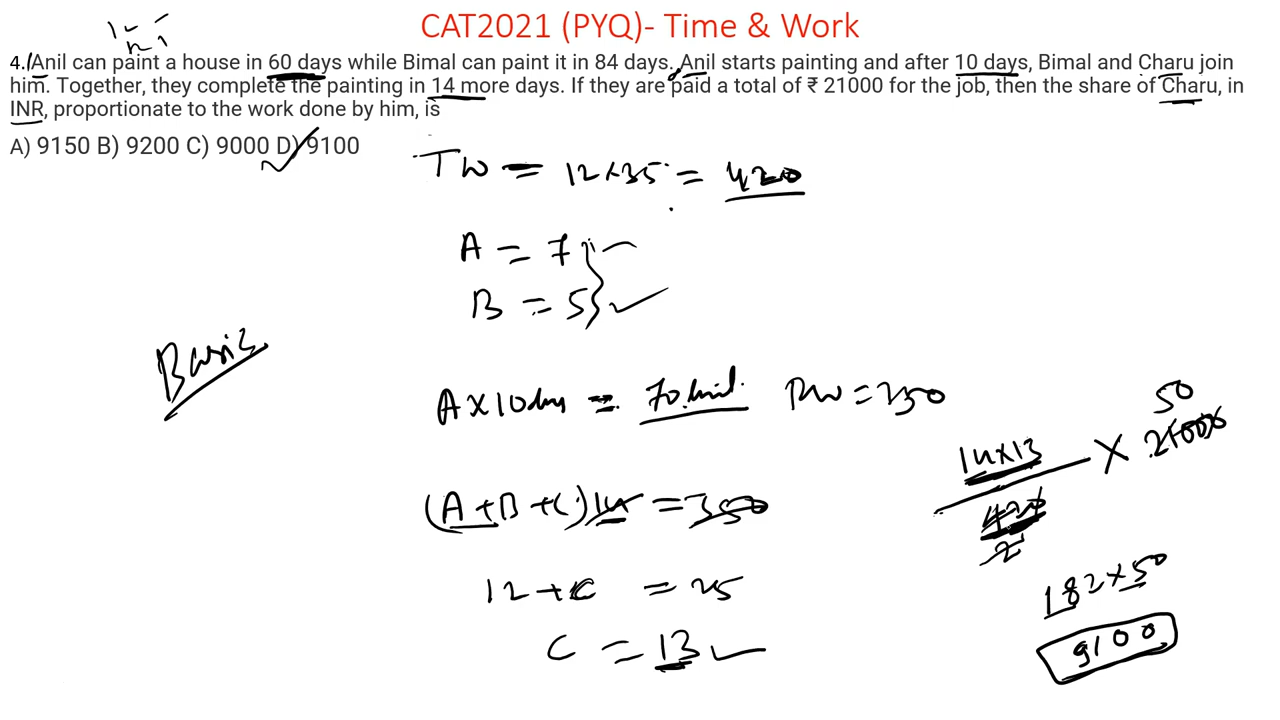 CAT2021 (PYQ)- Time & Work
4. Anil can paint a house in 60 days while Bimal can paint it in 84 days. Anil starts painting and after 10 days, Bimal and Charu join
him. Together, they complete the painting in 14 more days. If they are paid a total of ₹ 21000 for the job, then the share of Charu, in
INR, proportionate to the work done by him, is
A) 9150 B) 9200 C) 9000 D) 9100
TW = 12×35 = 420
A = 7
B = 5
Basis
A×10day = 70 unit. RW = 350
(A+B+C)14 = 350
12+C = 25
C = 13
50
14×13 × 21000
420
2
182×50
9100